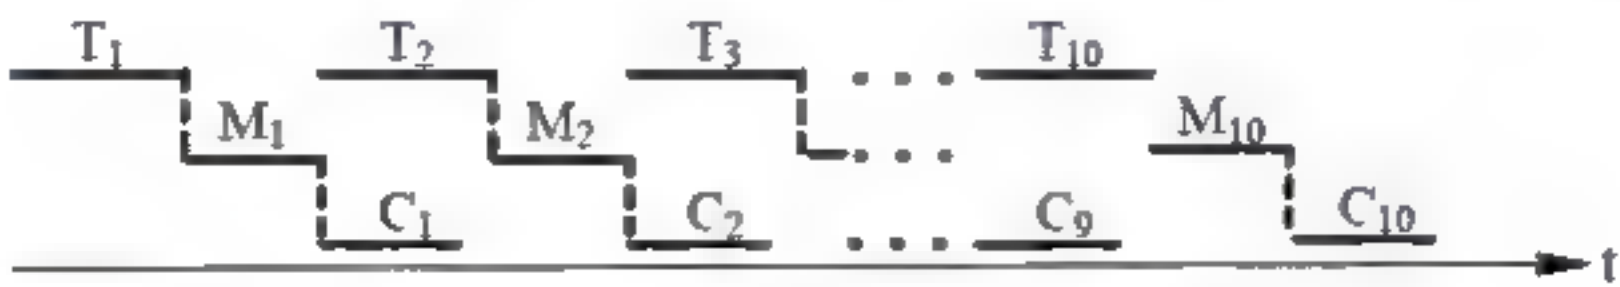 T₁ T₂ T₃ ... T₁₀
M₁ M₂ ... M₁₀
C₁ C₂ ... C₉ C₁₀
t